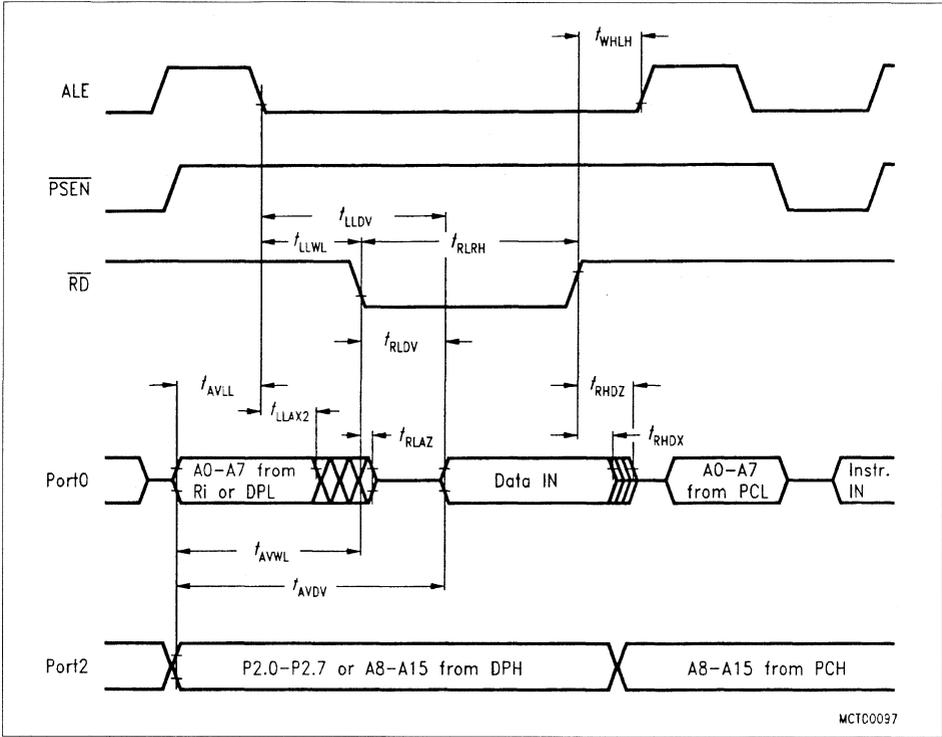 tWHLH
ALE
PSEN
tLLDV
tLLWL
tRLRH
RD
tRLDV
tAVLL
tRHDZ
tLLAX2
tRLAZ
tRHDX
Port0
A0-A7 from
Ri or DPL
Data IN
A0-A7
from PCL
Instr.
IN
tAVWL
tAVDV
Port2
P2.0-P2.7 or A8-A15 from DPH
A8-A15 from PCH
MCTC0097